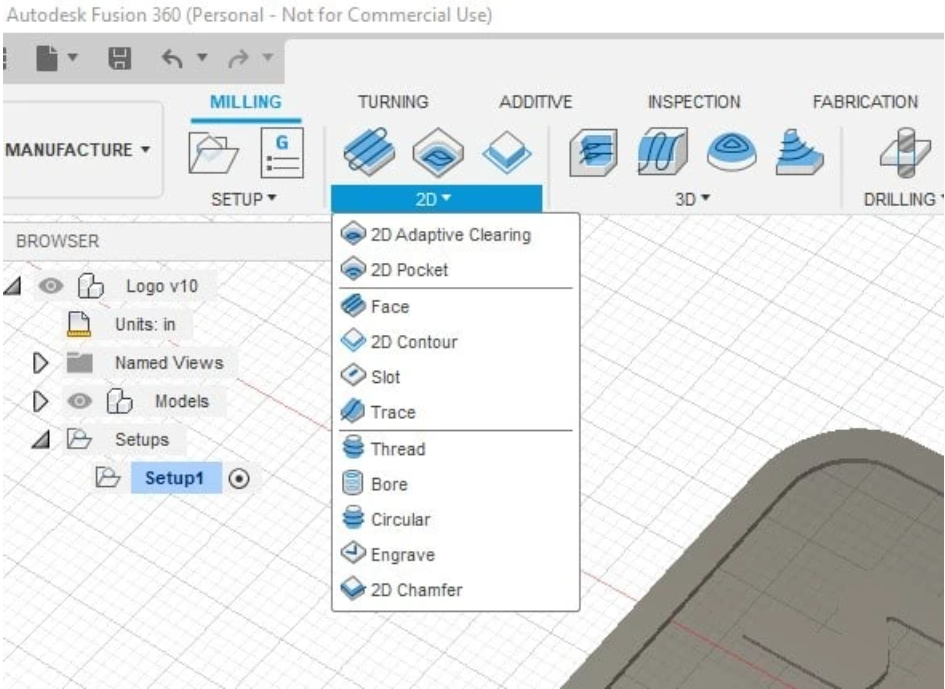 Autodesk Fusion 360 (Personal - Not for Commercial Use)
MILLING TURNING ADDITIVE INSPECTION FABRICATION
MANUFACTURE
G
SETUP 2D 3D DRILLING
BROWSER
Logo v10
Units: in
Named Views
Models
Setups
Setup1
2D Adaptive Clearing
2D Pocket
Face
2D Contour
Slot
Trace
Thread
Bore
Circular
Engrave
2D Chamfer